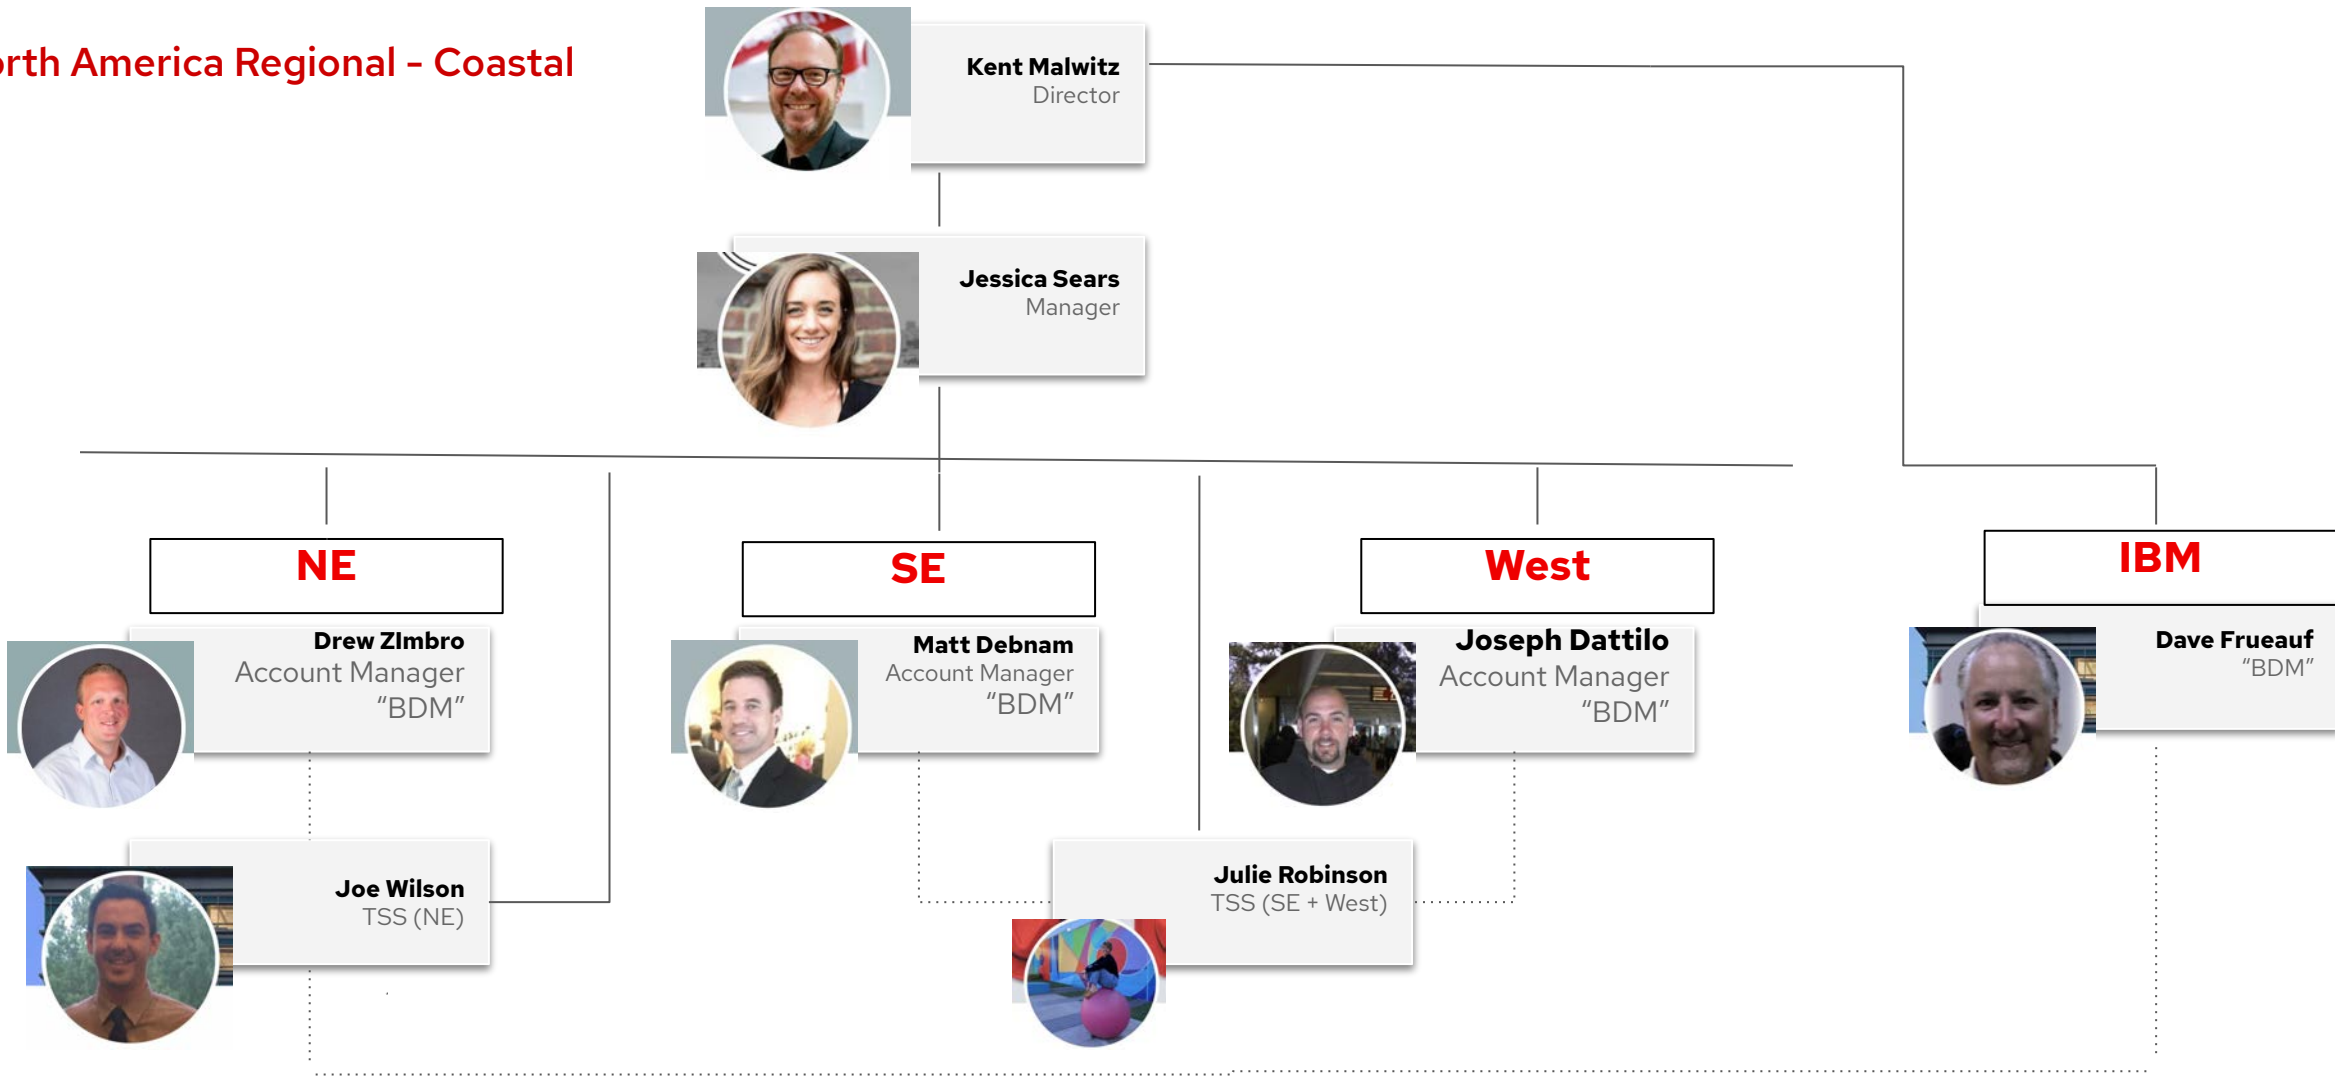 orth America Regional - Coastal
Kent Malwitz
Director
Jessica Sears
Manager
NE
SE
West
IBM
Drew ZImbro
Account Manager
“BDM”
Matt Debnam
Account Manager
“BDM”
Joseph Dattilo
Account Manager
“BDM”
Dave Frueauf
“BDM”
Joe Wilson
TSS (NE)
Julie Robinson
TSS (SE + West)